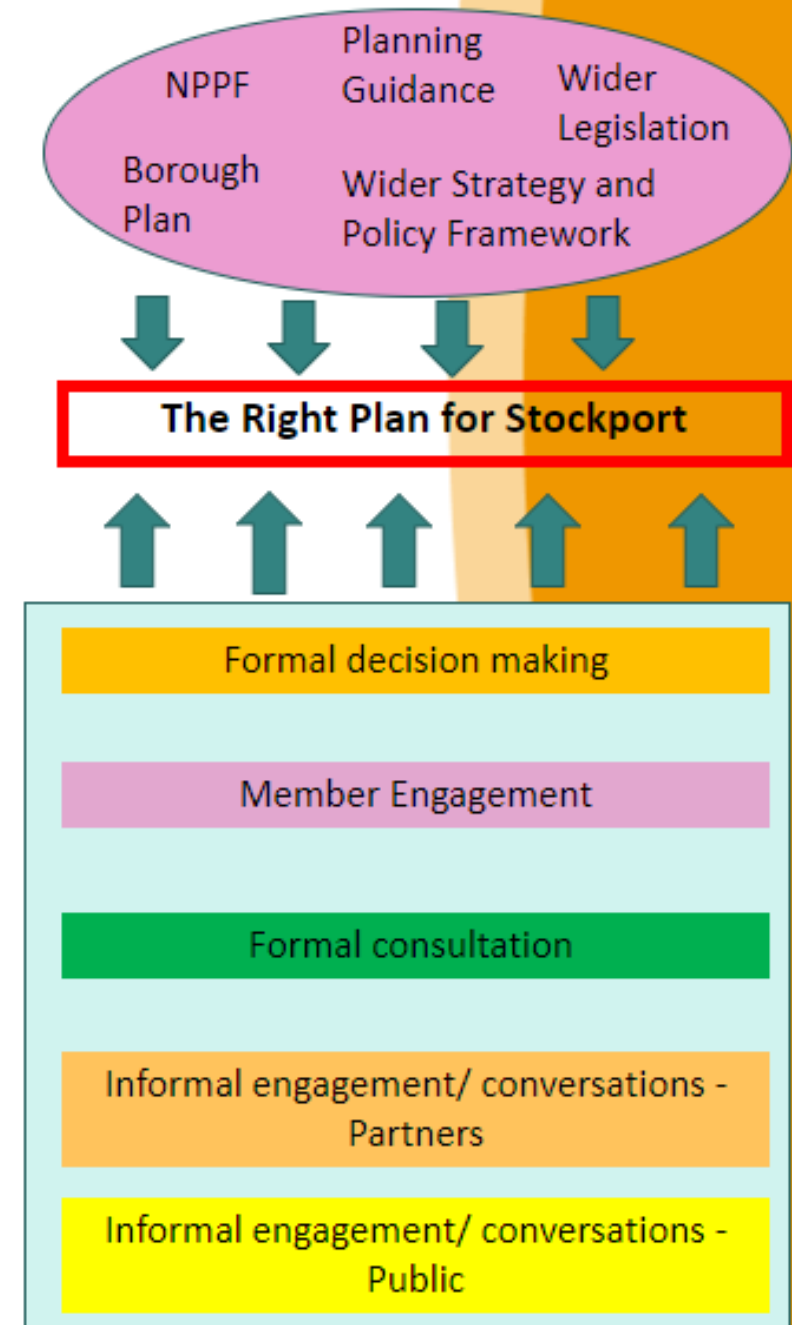 NPPF
Planning
Guidance
Wider
Legislation
Borough
Plan
Wider Strategy and
Policy Framework
The Right Plan for Stockport
Formal decision making
Member Engagement
Formal consultation
Informal engagement/ conversations -
Partners
Informal engagement/ conversations -
Public